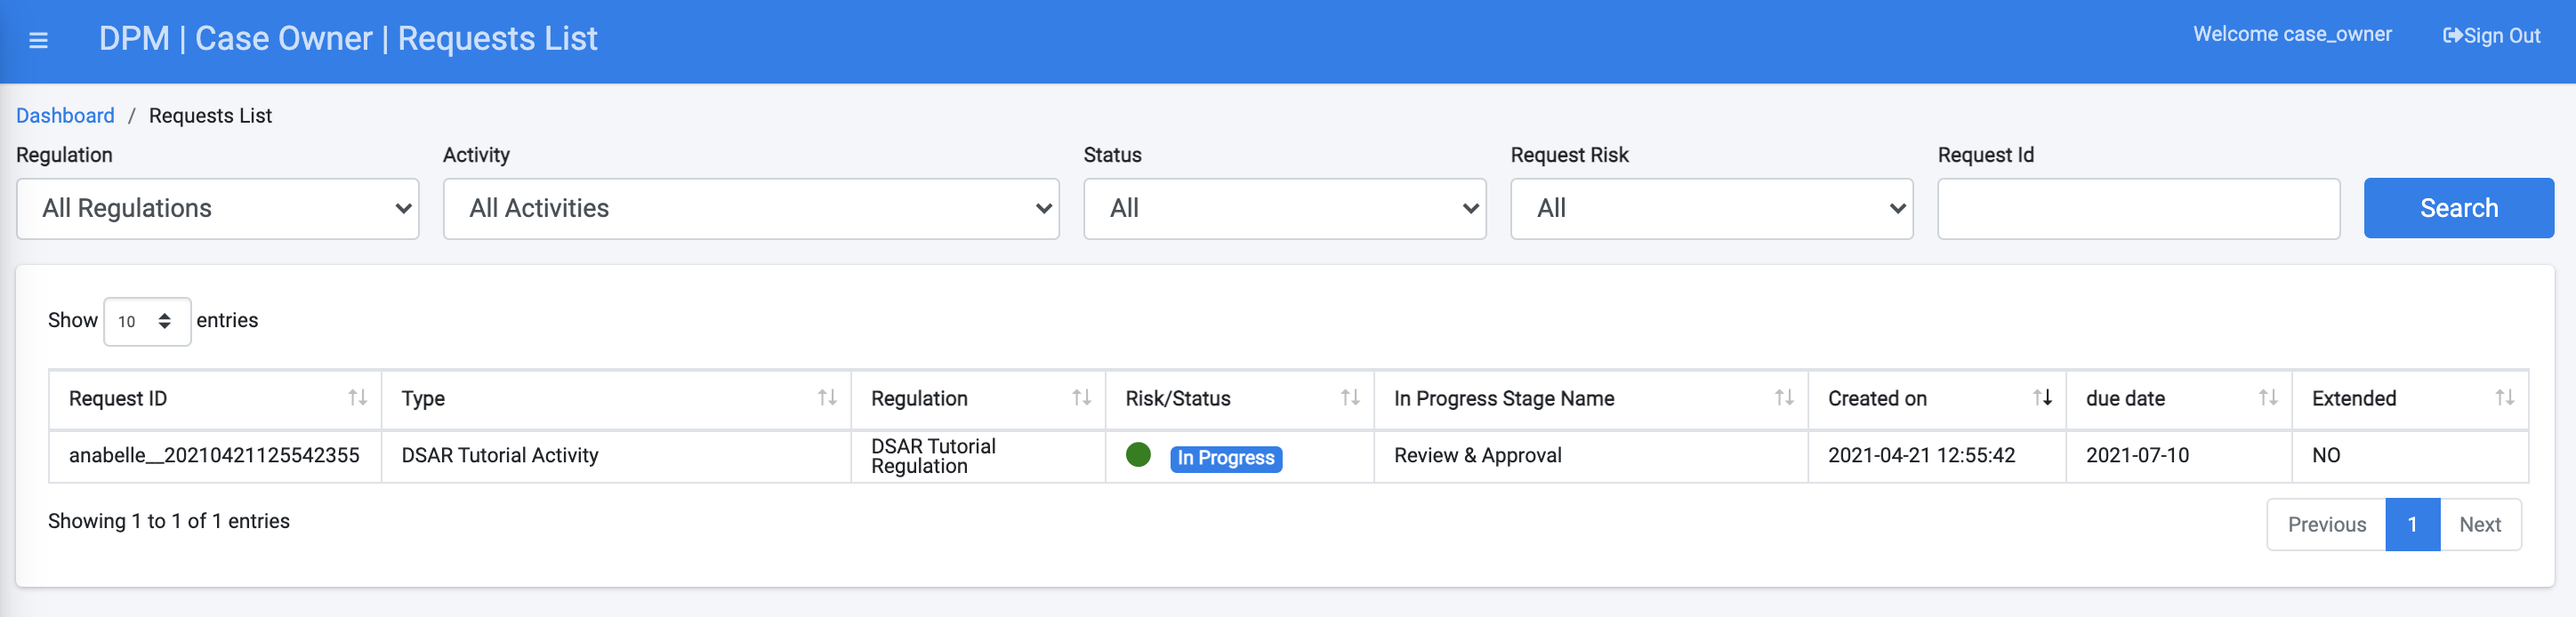 DPM | Case Owner | Requests List
Welcome case_owner
Sign Out
Dashboard / Requests List
Regulation
Activity
Status
Request Risk
Request Id
All Regulations
All Activities
All
All
Search
Show 10 entries
Request ID
Type
Regulation
Risk/Status
In Progress Stage Name
Created on
due date
Extended
anabelle__20210421125542355
DSAR Tutorial Activity
DSAR Tutorial
Regulation
In Progress
Review & Approval
2021-04-21 12:55:42
2021-07-10
NO
Showing 1 to 1 of 1 entries
Previous
1
Next